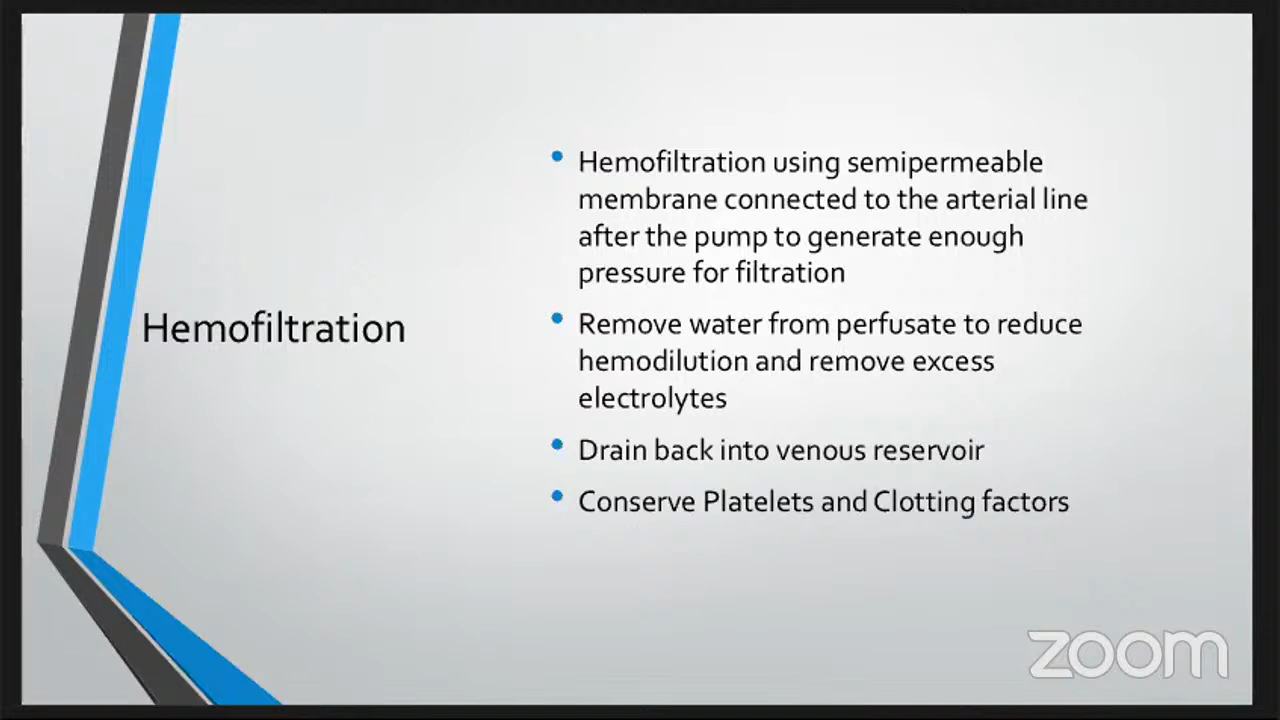 Hemofiltration
Hemofiltration using semipermeable
membrane connected to the arterial line
after the pump to generate enough
pressure for filtration
Remove water from perfusate to reduce
hemodilution and remove excess
electrolytes
Drain back into venous reservoir
Conserve Platelets and Clotting factors
zoom